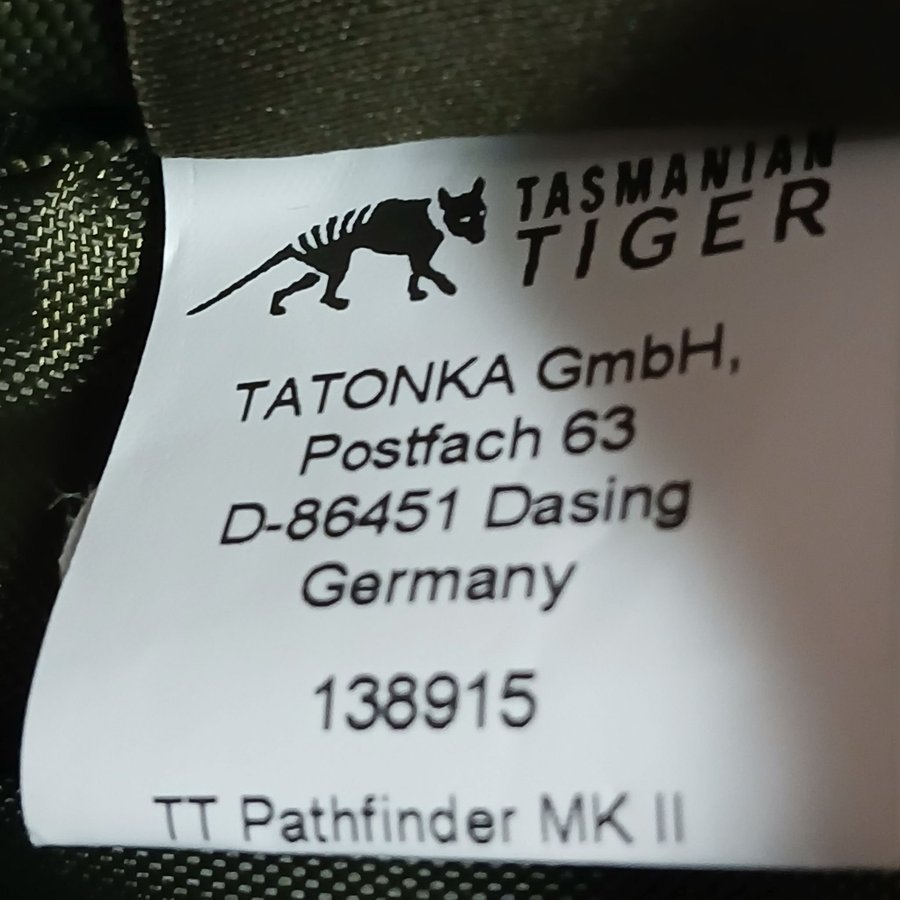 TASMANIAN
TIGER
TATONKA GmbH,
Postfach 63
D-86451 Dasing
Germany
138915
TT Pathfinder MK II